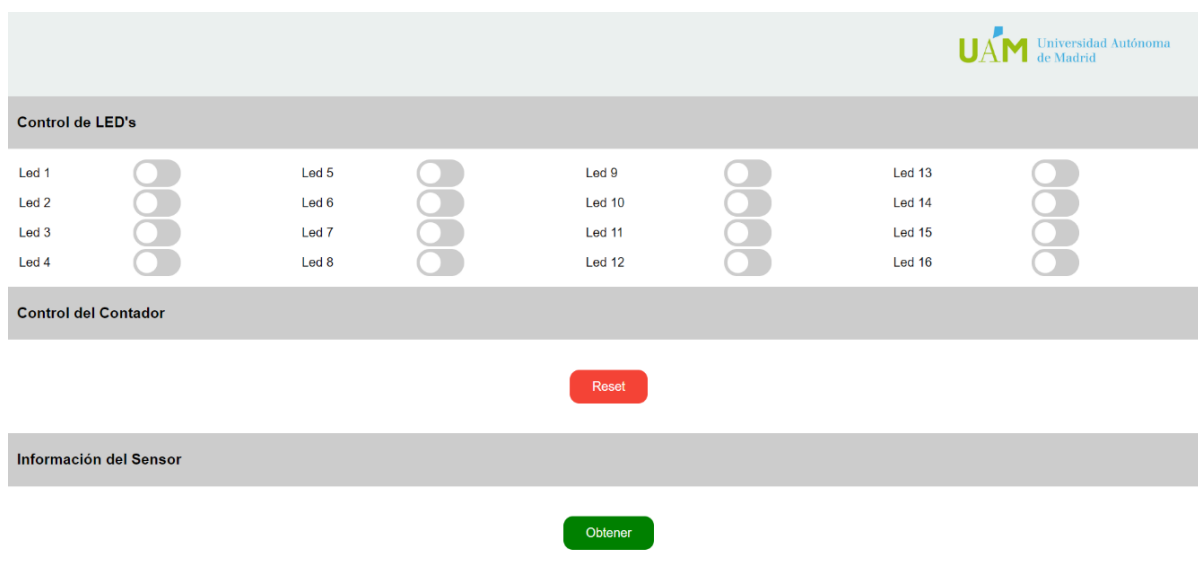 UAM Universidad Autónoma
de Madrid
Control de LED's
Led 1 Led 5 Led 9 Led 13
Led 2 Led 6 Led 10 Led 14
Led 3 Led 7 Led 11 Led 15
Led 4 Led 8 Led 12 Led 16
Control del Contador
Reset
Información del Sensor
Obtener